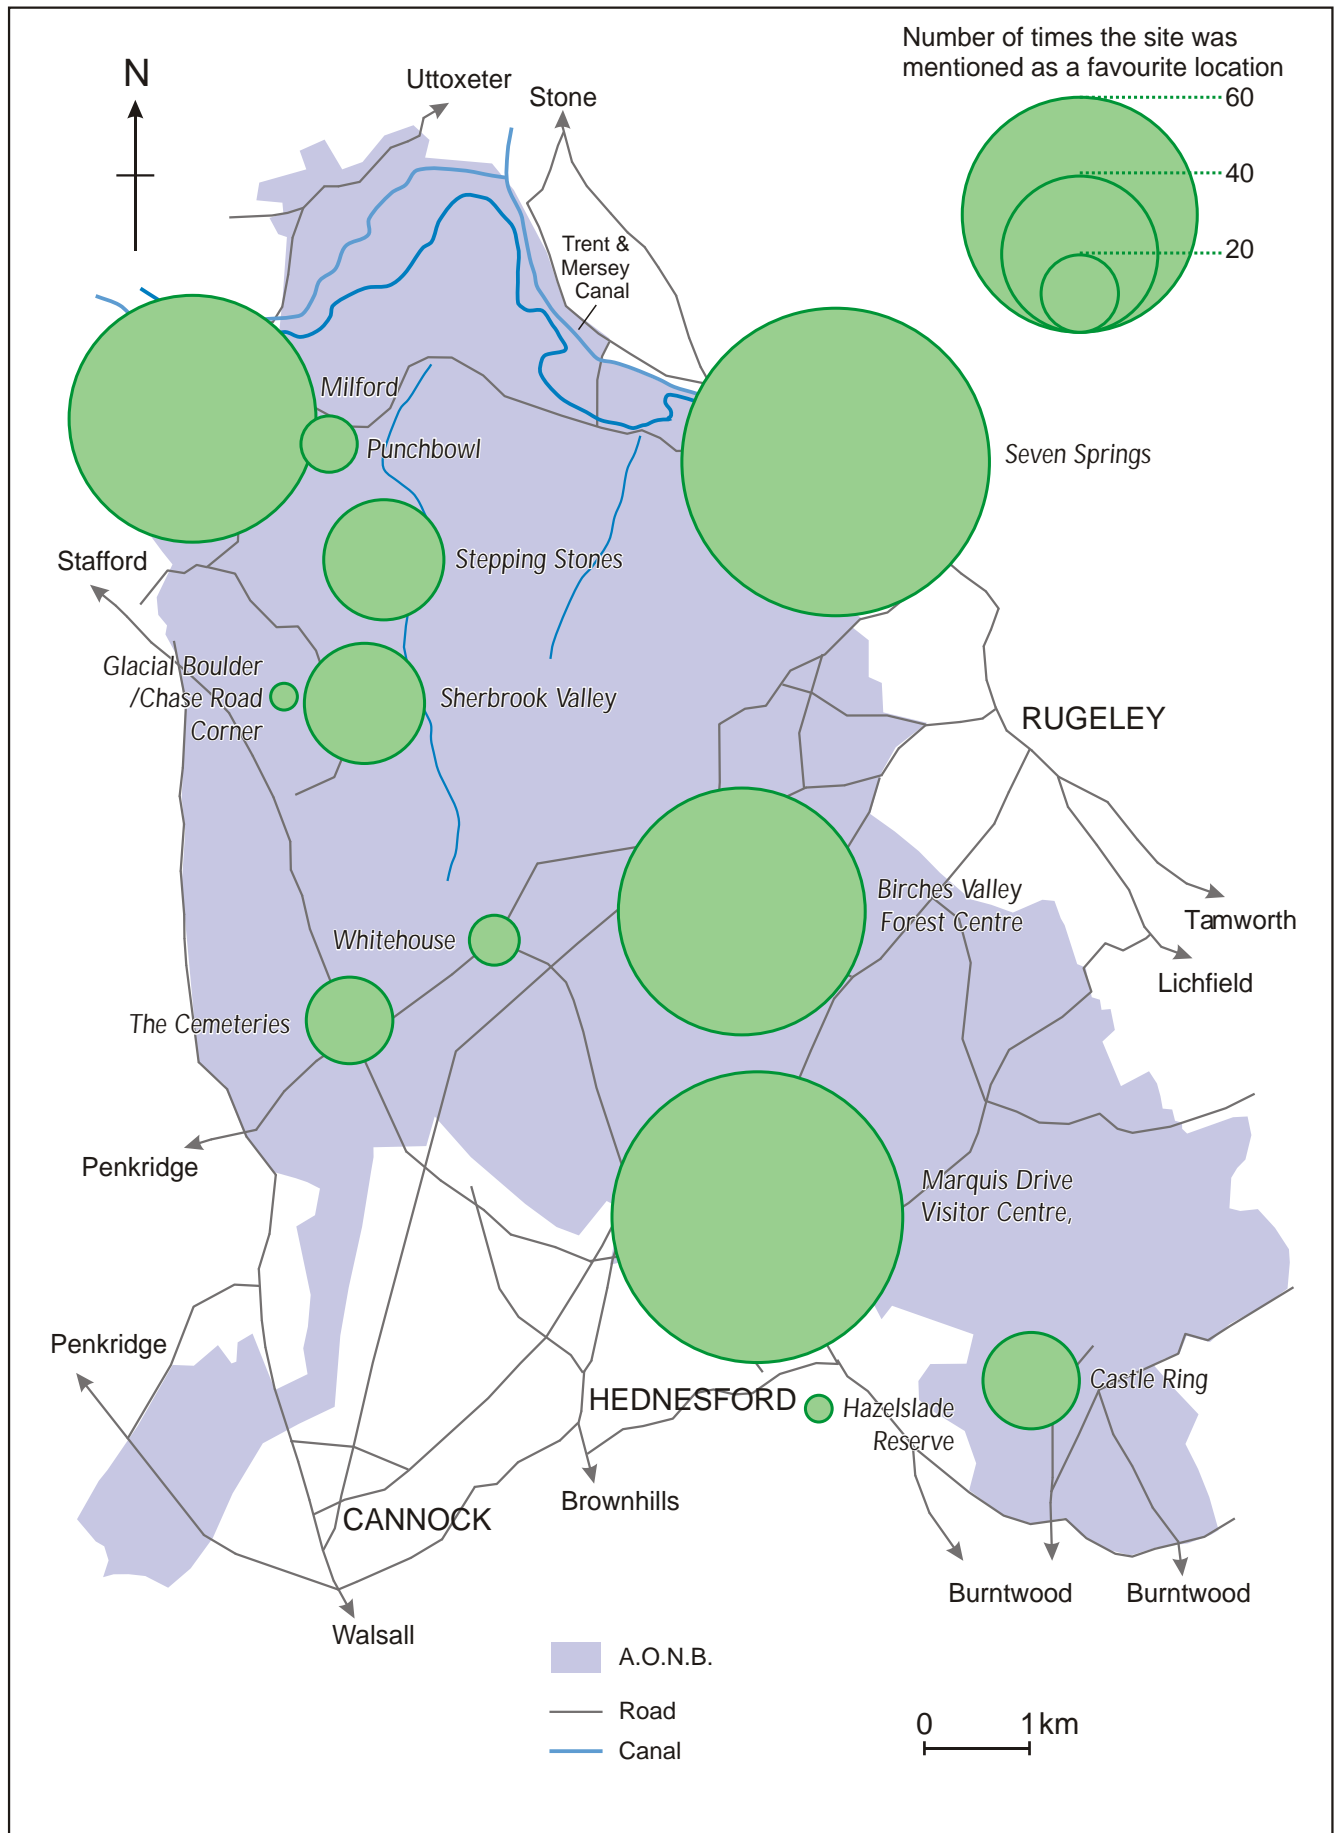 Number of times the site was
mentioned as a favourite location
60
40
20
N
Uttoxeter
Stone
Trent &
Mersey
Canal
Milford
Punchbowl
Seven Springs
Stafford
Stepping Stones
Glacial Boulder
/Chase Road
Corner
Sherbrook Valley
RUGELEY
Birches Valley
Forest Centre
Tamworth
Whitehouse
Lichfield
The Cemeteries
Penkridge
Marquis Drive
Visitor Centre,
Penkridge
Castle Ring
HEDNESFORD
Hazelslade
Reserve
Brownhills
CANNOCK
Burntwood
Burntwood
Walsall
A.O.N.B.
Road
Canal
0 1 km